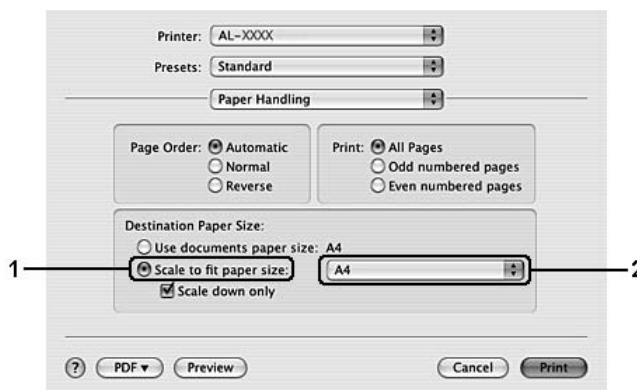 Printer: AL-XXXX
Presets: Standard
Paper Handling
Page Order: Automatic
Normal
Reverse
Print: All Pages
Odd numbered pages
Even numbered pages
Destination Paper Size:
Use documents paper size: A4
1 Scale to fit paper size: A4 2
Scale down only
? PDF Preview Cancel Print